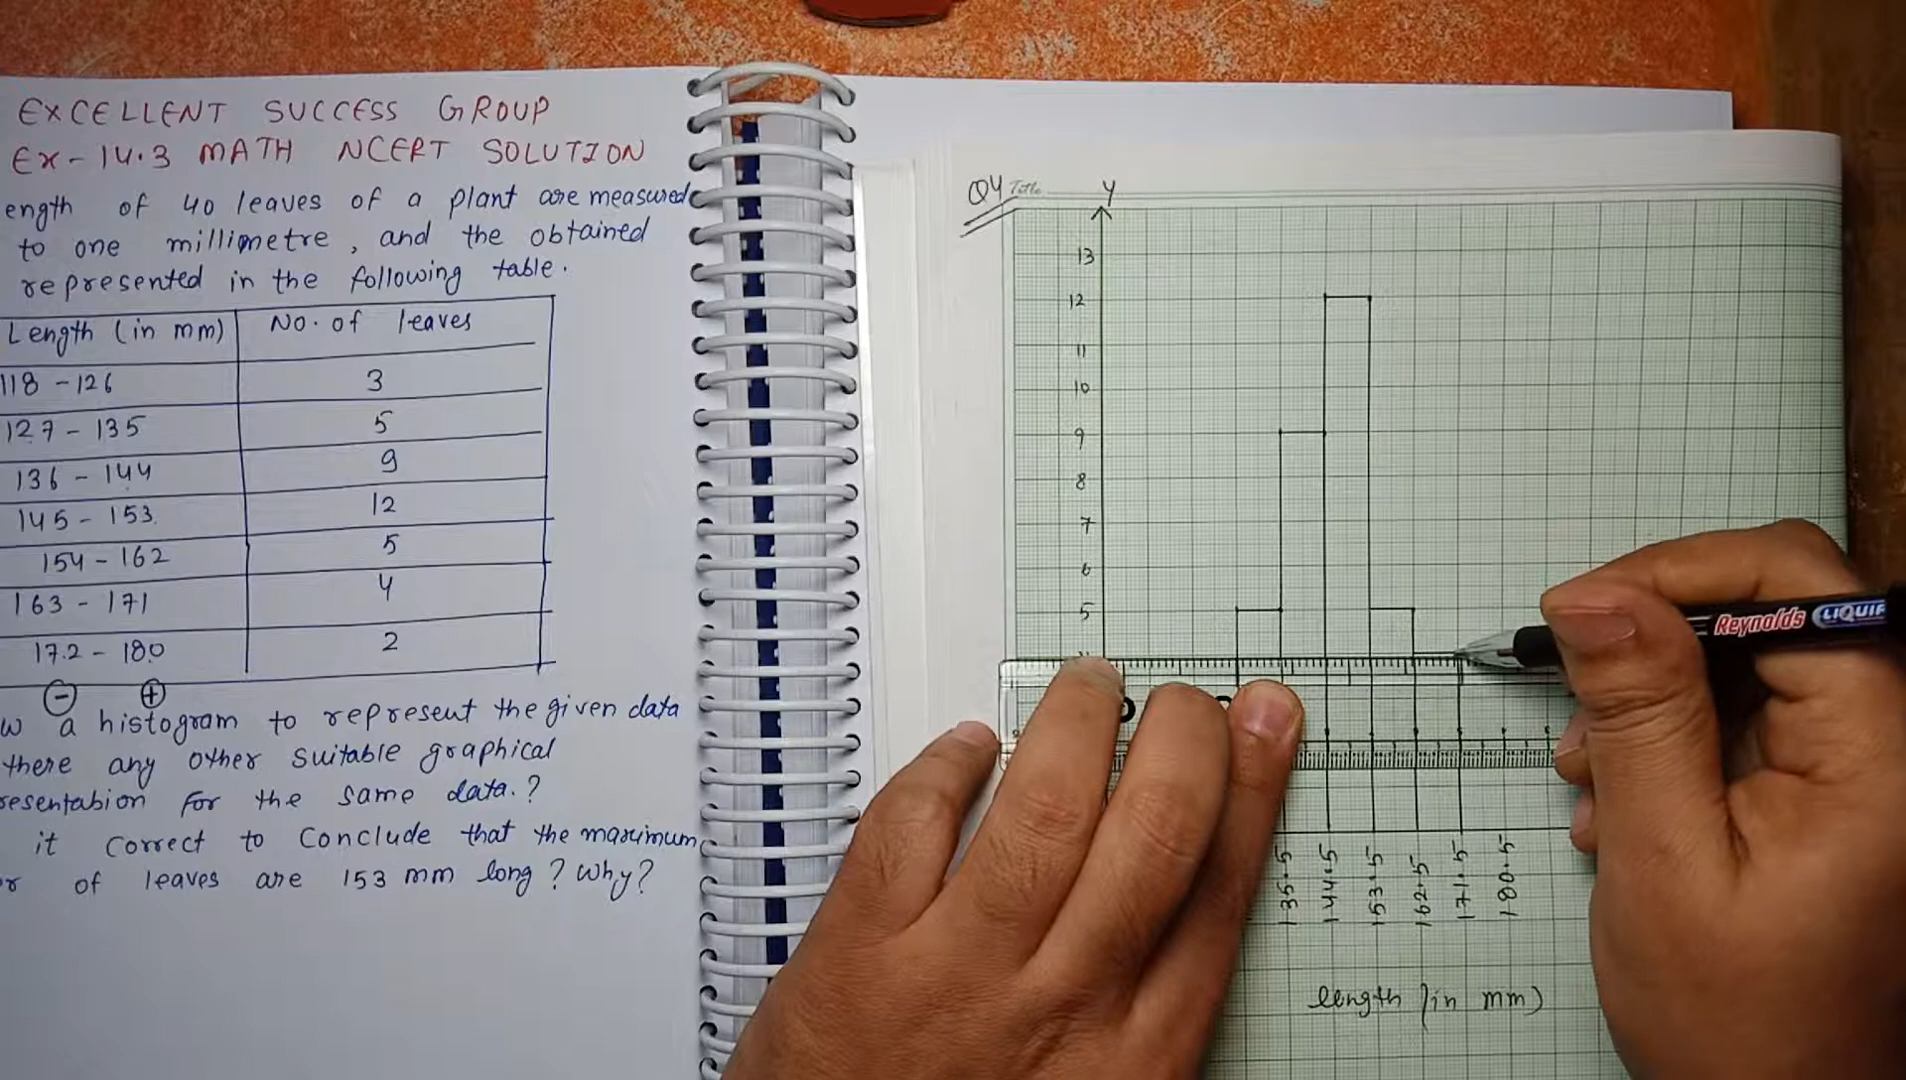 EXCELLENT SUCCESS GROUP
Ex-14.3 MATH NCERT SOLUTION
ength of 40 leaves of a plant are measured
to one millimetre, and the obtained
represented in the following table.
Length (in mm) No. of leaves
118 - 126 3
127 - 135 5
136 - 144 9
145 - 153 12
154 - 162 5
163 - 171 4
172 - 180 2
- +
w a histogram to represent the given data
there any other suitable graphical
resentation for the same data.?
it correct to conclude that the maximum
of leaves are 153 mm long? Why?
Q4 Title Y
13
12
11
10
9
8
7
6
5
Reynolds LIQUIF
135.5 144.5 153.5 162.5 171.5 180.5
length (in mm)